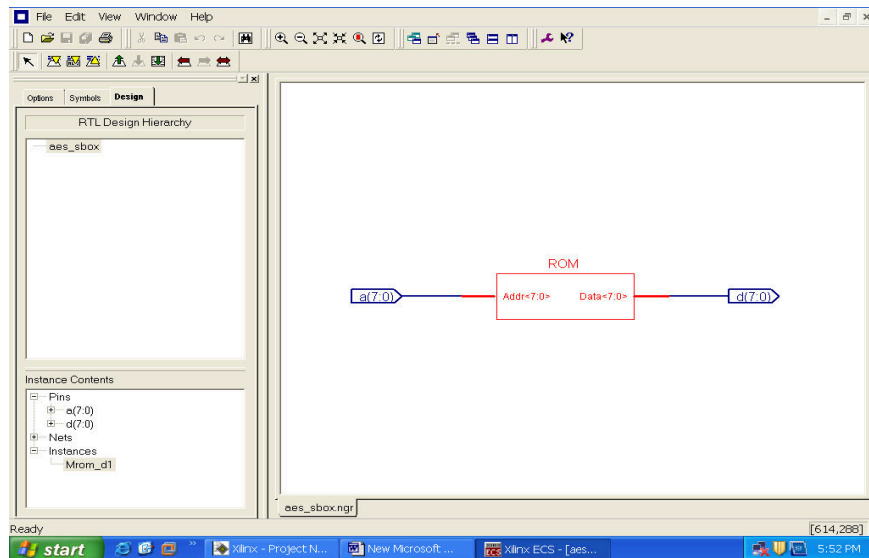 File Edit View Window Help
Options Symbols Design
RTL Design Hierarchy
aes_sbox
ROM
a(7:0)
Addr<7:0> Data<7:0>
d(7:0)
Instance Contents
Pins
a(7:0)
d(7:0)
Nets
Instances
Mrom_d1
aes_sbox.ngr
Ready
[614,288]
start
Xilinx - Project N...
New Microsoft ...
Xilinx ECS - [aes...
5:52 PM